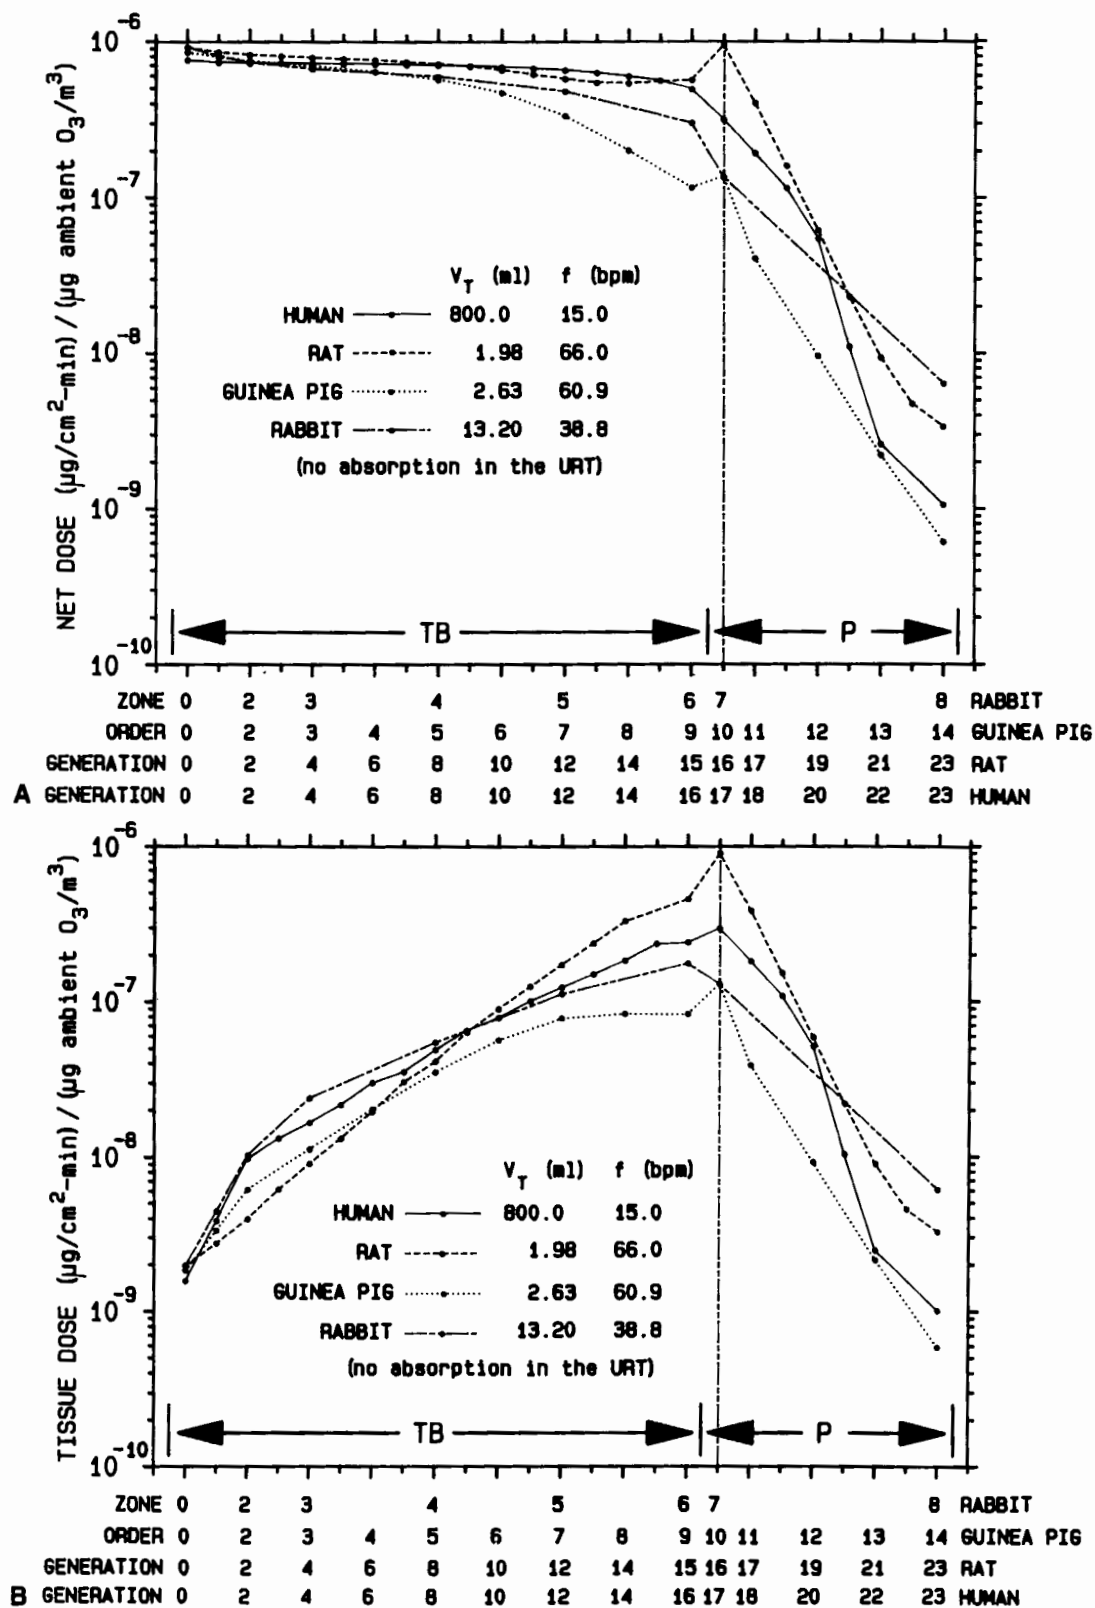 10^-6
10^-7
10^-8
10^-9
10^-10
NET DOSE (µg/cm²-min) / (µg ambient O₃/m³)
V_T (ml) f (bpm)
HUMAN 800.0 15.0
RAT 1.98 66.0
GUINEA PIG 2.63 60.9
RABBIT 13.20 38.8
(no absorption in the URT)
TB P
ZONE 0 2 3 4 5 6 7 8 RABBIT
ORDER 0 2 3 4 5 6 7 8 9 10 11 12 13 14 GUINEA PIG
GENERATION 0 2 4 6 8 10 12 14 15 16 17 19 21 23 RAT
A GENERATION 0 2 4 6 8 10 12 14 16 17 18 20 22 23 HUMAN
10^-6
10^-7
10^-8
10^-9
10^-10
TISSUE DOSE (µg/cm²-min) / (µg ambient O₃/m³)
V_T (ml) f (bpm)
HUMAN 800.0 15.0
RAT 1.98 66.0
GUINEA PIG 2.63 60.9
RABBIT 13.20 38.8
(no absorption in the URT)
TB P
ZONE 0 2 3 4 5 6 7 8 RABBIT
ORDER 0 2 3 4 5 6 7 8 9 10 11 12 13 14 GUINEA PIG
GENERATION 0 2 4 6 8 10 12 14 15 16 17 19 21 23 RAT
B GENERATION 0 2 4 6 8 10 12 14 16 17 18 20 22 23 HUMAN